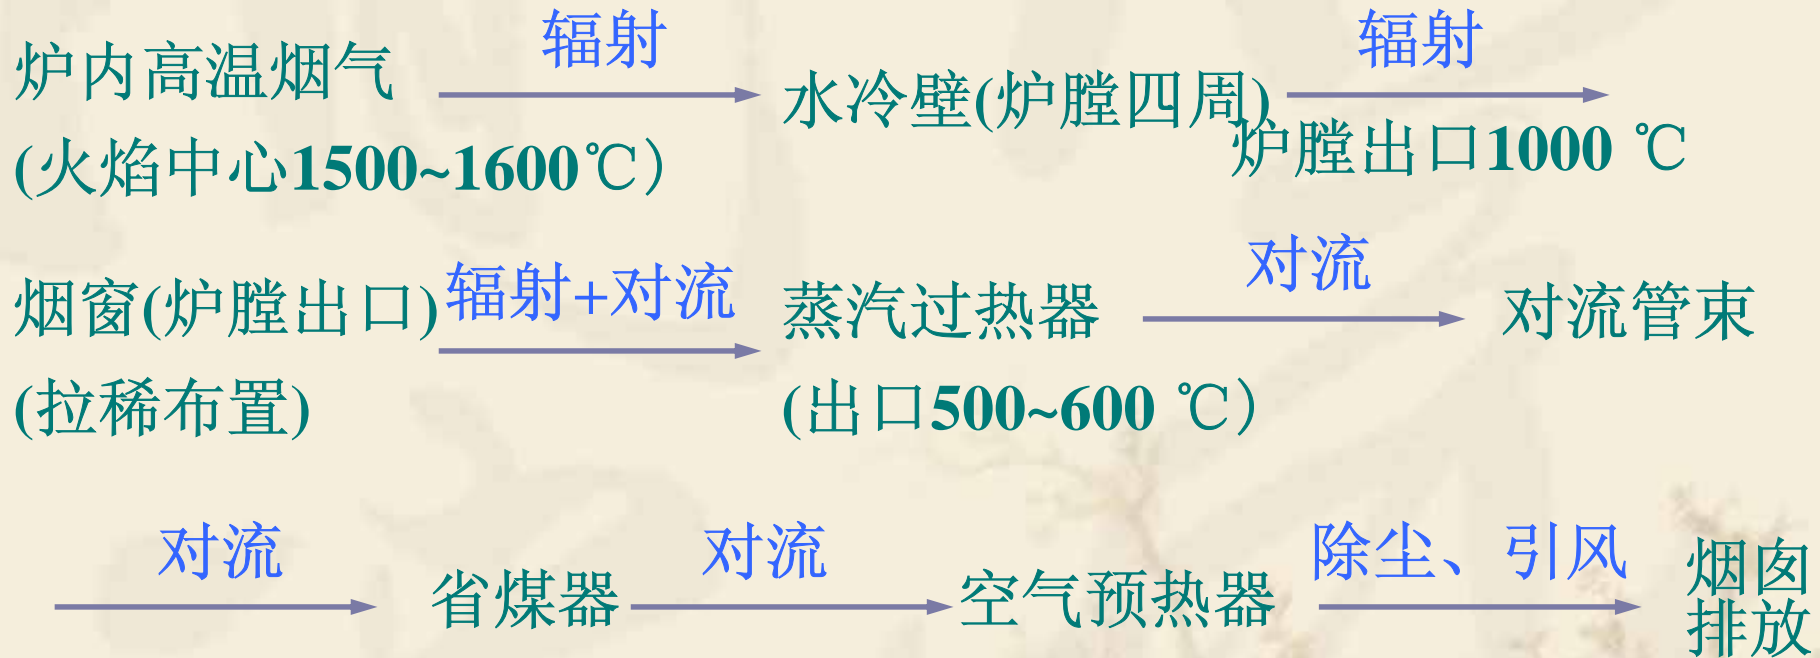 辐射 辐射
炉内高温烟气 水冷壁(炉膛四周)
(火焰中心1500~1600℃) 炉膛出口1000 ℃
烟窗(炉膛出口) 辐射+对流 蒸汽过热器 对流 对流管束
(拉稀布置) (出口500~600 ℃)
对流 省煤器 对流 空气预热器 除尘、引风 烟囱
排放